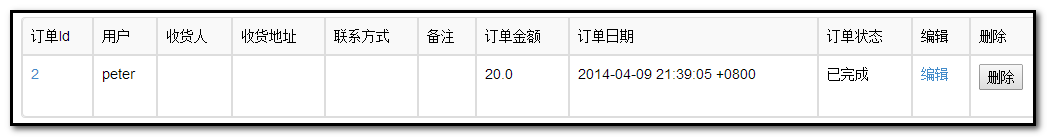 订单Id 用户 收货人 收货地址 联系方式 备注 订单金额 订单日期 订单状态 编辑 删除
2 peter 20.0 2014-04-09 21:39:05 +0800 已完成 编辑 删除